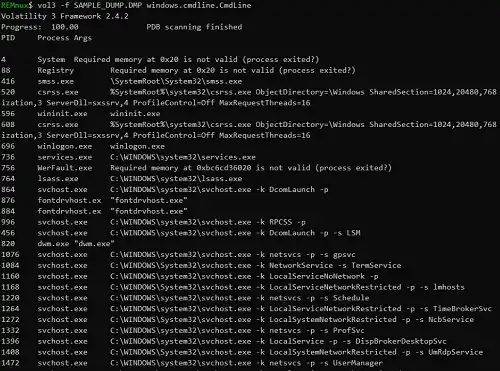 REMnux$ vol3 -f SAMPLE_DUMP.DMP windows.cmdline.CmdLine
Volatility 3 Framework 2.4.2
Progress:  100.00               PDB scanning finished
PID     Process Args

4       System  Required memory at 0x20 is not valid (process exited?)
88      Registry        Required memory at 0x20 is not valid (process exited?)
416     smss.exe        \SystemRoot\System32\smss.exe
520     csrss.exe       %SystemRoot%\system32\csrss.exe ObjectDirectory=\Windows SharedSection=1024,20480,768
ization,3 ServerDll=sxssrv,4 ProfileControl=Off MaxRequestThreads=16
596     wininit.exe     wininit.exe
608     csrss.exe       %SystemRoot%\system32\csrss.exe ObjectDirectory=\Windows SharedSection=1024,20480,768
ization,3 ServerDll=sxssrv,4 ProfileControl=Off MaxRequestThreads=16
696     winlogon.exe    winlogon.exe
736     services.exe    C:\WINDOWS\system32\services.exe
756     WerFault.exe    Required memory at 0xbc6cd36020 is not valid (process exited?)
764     lsass.exe       C:\WINDOWS\system32\lsass.exe
864     svchost.exe     C:\WINDOWS\system32\svchost.exe -k DcomLaunch -p
876     fontdrvhost.ex  "fontdrvhost.exe"
884     fontdrvhost.ex  "fontdrvhost.exe"
996     svchost.exe     C:\WINDOWS\system32\svchost.exe -k RPCSS -p
456     svchost.exe     C:\WINDOWS\system32\svchost.exe -k DcomLaunch -p -s LSM
820     dwm.exe "dwm.exe"
1076    svchost.exe     C:\WINDOWS\system32\svchost.exe -k netsvcs -p -s gpsvc
1084    svchost.exe     C:\WINDOWS\System32\svchost.exe -k NetworkService -s TermService
1160    svchost.exe     C:\WINDOWS\system32\svchost.exe -k LocalServiceNoNetwork -p
1168    svchost.exe     C:\WINDOWS\system32\svchost.exe -k LocalServiceNetworkRestricted -p -s lmhosts
1220    svchost.exe     C:\WINDOWS\system32\svchost.exe -k netsvcs -p -s Schedule
1264    svchost.exe     C:\WINDOWS\system32\svchost.exe -k LocalServiceNetworkRestricted -p -s TimeBrokerSvc
1272    svchost.exe     C:\WINDOWS\System32\svchost.exe -k LocalSystemNetworkRestricted -p -s NcbService
1332    svchost.exe     C:\WINDOWS\system32\svchost.exe -k netsvcs -p -s ProfSvc
1396    svchost.exe     C:\WINDOWS\system32\svchost.exe -k LocalService -p -s DispBrokerDesktopSvc
1408    svchost.exe     C:\WINDOWS\System32\svchost.exe -k LocalSystemNetworkRestricted -p -s UmRdpService
1472    svchost.exe     C:\WINDOWS\system32\svchost.exe -k netsvcs -p -s UserManager